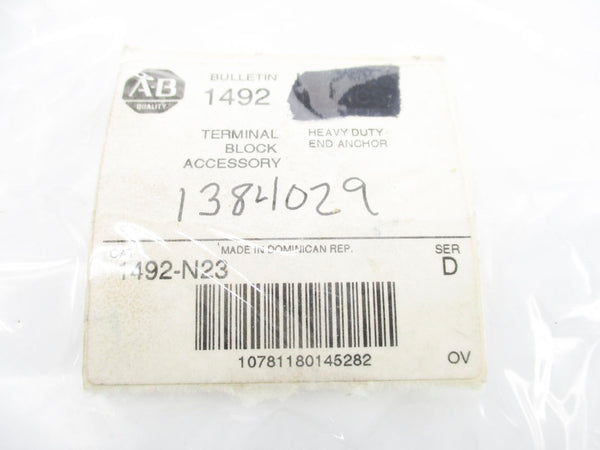 AB
QUALITY
BULLETIN
1492
TERMINAL
BLOCK
ACCESSORY
HEAVY DUTY
END ANCHOR
1384029
MADE IN DOMINICAN REP.
SER
1492-N23
D
10781180145282
OV